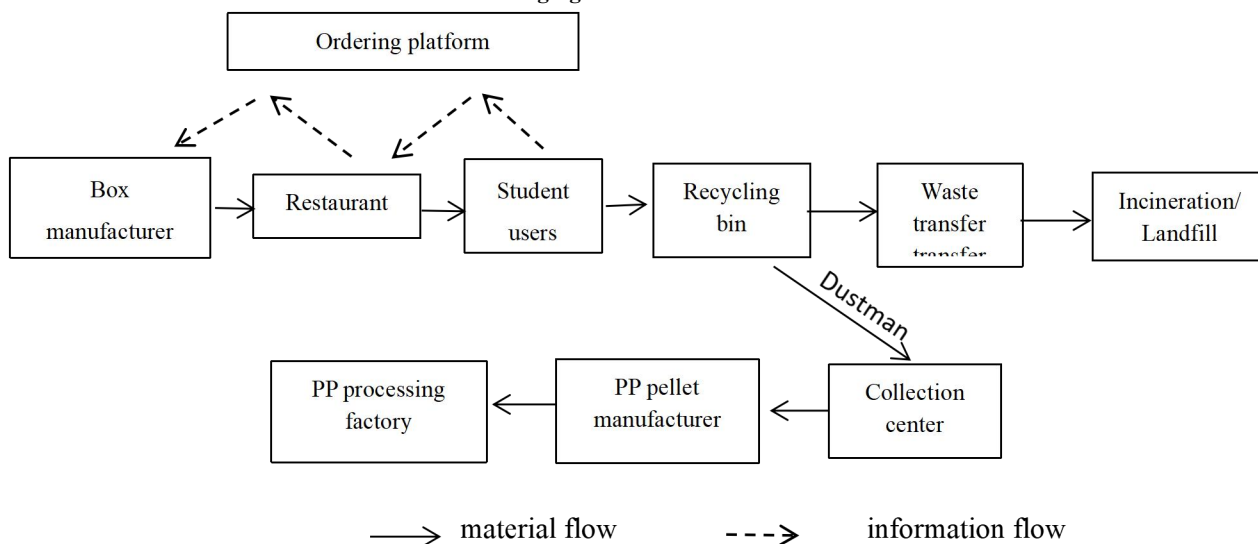 Ordering platform
Box
manufacturer
Restaurant
Student
users
Recycling
bin
Waste
transfer
transfer
Incineration/
Landfill
Dustman
PP processing
factory
PP pellet
manufacturer
Collection
center
material flow
information flow